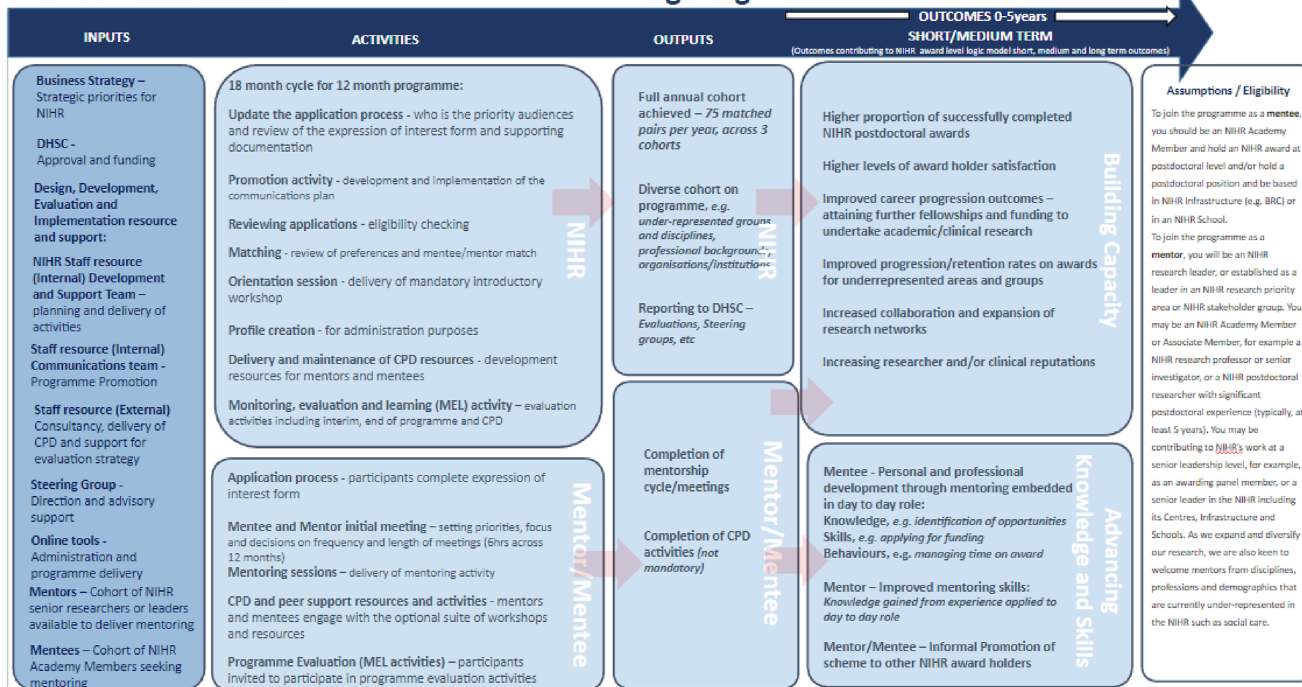 OUTCOMES 0-5years
INPUTS
ACTIVITIES
OUTPUTS
SHORT/MEDIUM TERM
(Outcomes contributing to NIHR award level logic model short, medium and long term outcomes)
Business Strategy –
Strategic priorities for
NIHR
DHSC -
Approval and funding
Design, Development,
Evaluation and
Implementation resource
and support:
NIHR Staff resource
(Internal) Development
and Support Team –
planning and delivery of
activities
Staff resource (Internal)
Communications team -
Programme Promotion
Staff resource (External)
Consultancy, delivery of
CPD and support for
evaluation strategy
Steering Group -
Direction and advisory
support
Online tools -
Administration and
programme delivery
Mentors – Cohort of NIHR
senior researchers or leaders
available to deliver mentoring
Mentees – Cohort of NIHR
Academy Members seeking
mentoring
18 month cycle for 12 month programme:
Update the application process - who is the priority audiences
and review of the expression of interest form and supporting
documentation
Promotion activity - development and implementation of the
communications plan
Reviewing applications - eligibility checking
Matching - review of preferences and mentee/mentor match
Orientation session - delivery of mandatory introductory
workshop
Profile creation - for administration purposes
Delivery and maintenance of CPD resources - development
resources for mentors and mentees
Monitoring, evaluation and learning (MEL) activity – evaluation
activities including interim, end of programme and CPD
NIHR
Application process - participants complete expression of
interest form
Mentee and Mentor initial meeting – setting priorities, focus
and decisions on frequency and length of meetings (6hrs across
12 months)
Mentoring sessions – delivery of mentoring activity
CPD and peer support resources and activities - mentors
and mentees engage with the optional suite of workshops
and resources
Programme Evaluation (MEL activities) – participants
invited to participate in programme evaluation activities
Mentor/Mentee
Full annual cohort
achieved – 75 matched
pairs per year, across 3
cohorts
Diverse cohort on
programme, e.g.
under-represented groups
and disciplines,
professional backgrounds,
organisations/institutions
Reporting to DHSC –
Evaluations, Steering
groups, etc
NIHR
Completion of
mentorship
cycle/meetings
Completion of CPD
activities (not
mandatory)
Mentor/Mentee
Higher proportion of successfully completed
NIHR postdoctoral awards
Higher levels of award holder satisfaction
Improved career progression outcomes –
attaining further fellowships and funding to
undertake academic/clinical research
Improved progression/retention rates on awards
for underrepresented areas and groups
Increased collaboration and expansion of
research networks
Increasing researcher and/or clinical reputations
Building Capacity
Mentee - Personal and professional
development through mentoring embedded
in day to day role:
Knowledge, e.g. identification of opportunities
Skills, e.g. applying for funding
Behaviours, e.g. managing time on award
Mentor – Improved mentoring skills:
Knowledge gained from experience applied to
day to day role
Mentor/Mentee – Informal Promotion of
scheme to other NIHR award holders
Advancing
Knowledge and Skills
Assumptions / Eligibility
To join the programme as a mentee,
you should be an NIHR Academy
Member and hold an NIHR award at
postdoctoral level and/or hold a
postdoctoral position and be based
in NIHR Infrastructure (e.g. BRC) or
in an NIHR School.
To join the programme as a
mentor, you will be an NIHR
research leader, or established as a
leader in an NIHR research priority
area or NIHR stakeholder group. You
may be an NIHR Academy Member
or Associate Member, for example a
NIHR research professor or senior
investigator, or a NIHR postdoctoral
researcher with significant
postdoctoral experience (typically, at
least 5 years). You may be
contributing to NIHR's work at a
senior leadership level, for example,
as an awarding panel member, or a
senior leader in the NIHR including
its Centres, Infrastructure and
Schools. As we expand and diversify
our research, we are also keen to
welcome mentors from disciplines,
professions and demographics that
are currently under-represented in
the NIHR such as social care.